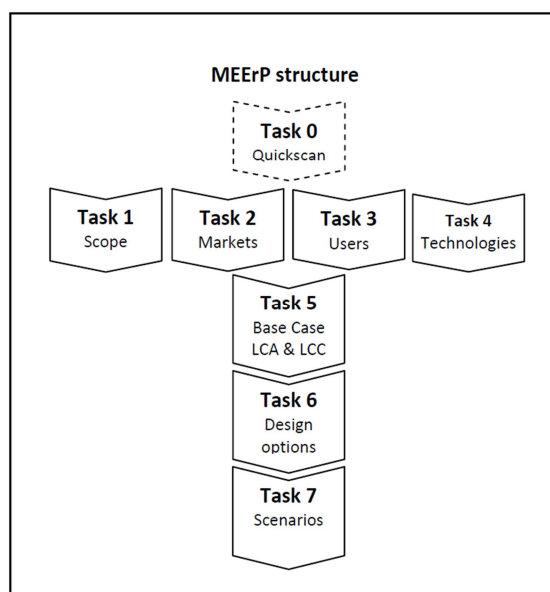 MEErP structure
Task 0
Quickscan
Task 1
Scope
Task 2
Markets
Task 3
Users
Task 4
Technologies
Task 5
Base Case
LCA & LCC
Task 6
Design
options
Task 7
Scenarios